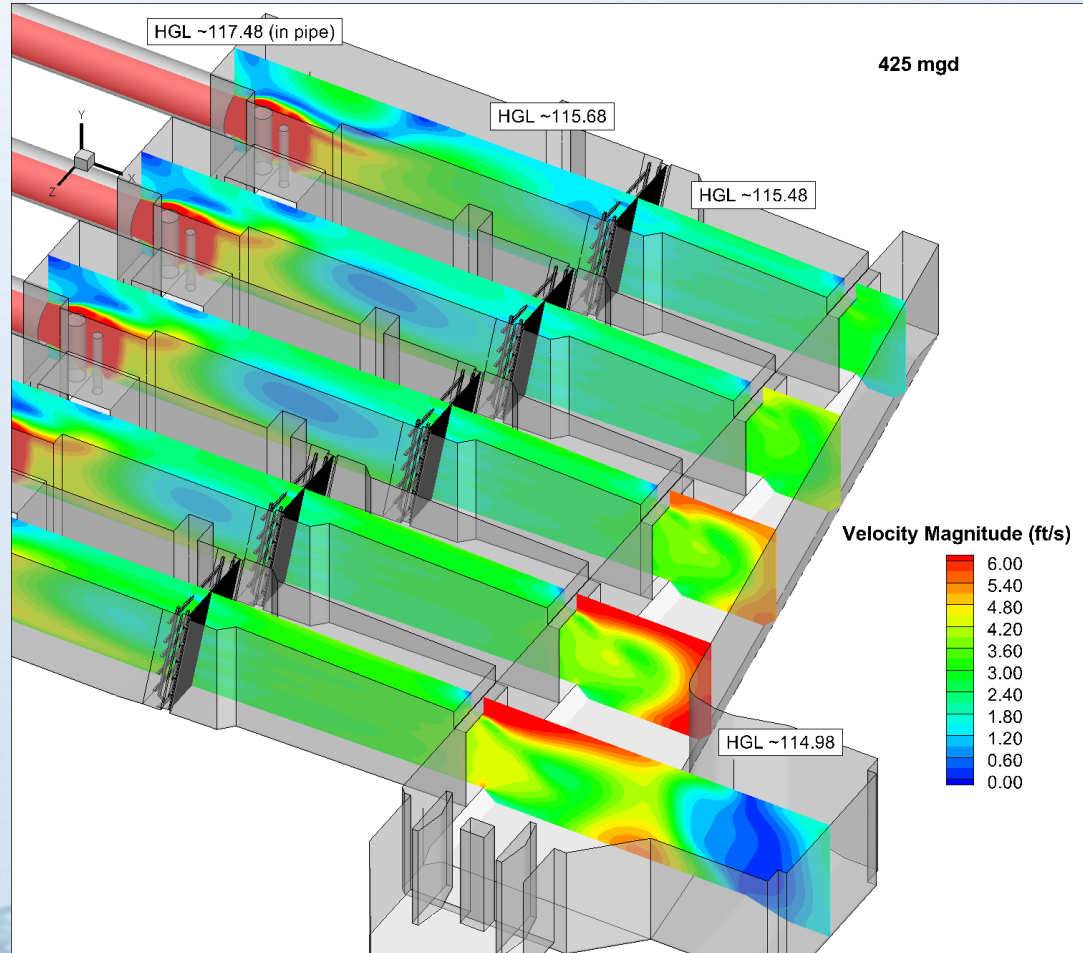 HGL ~117.48 (in pipe)
425 mgd
HGL ~115.68
Y
X
Z
HGL ~115.48
Velocity Magnitude (ft/s)
6.00
5.40
4.80
4.20
3.60
3.00
2.40
1.80
1.20
0.60
0.00
HGL ~114.98